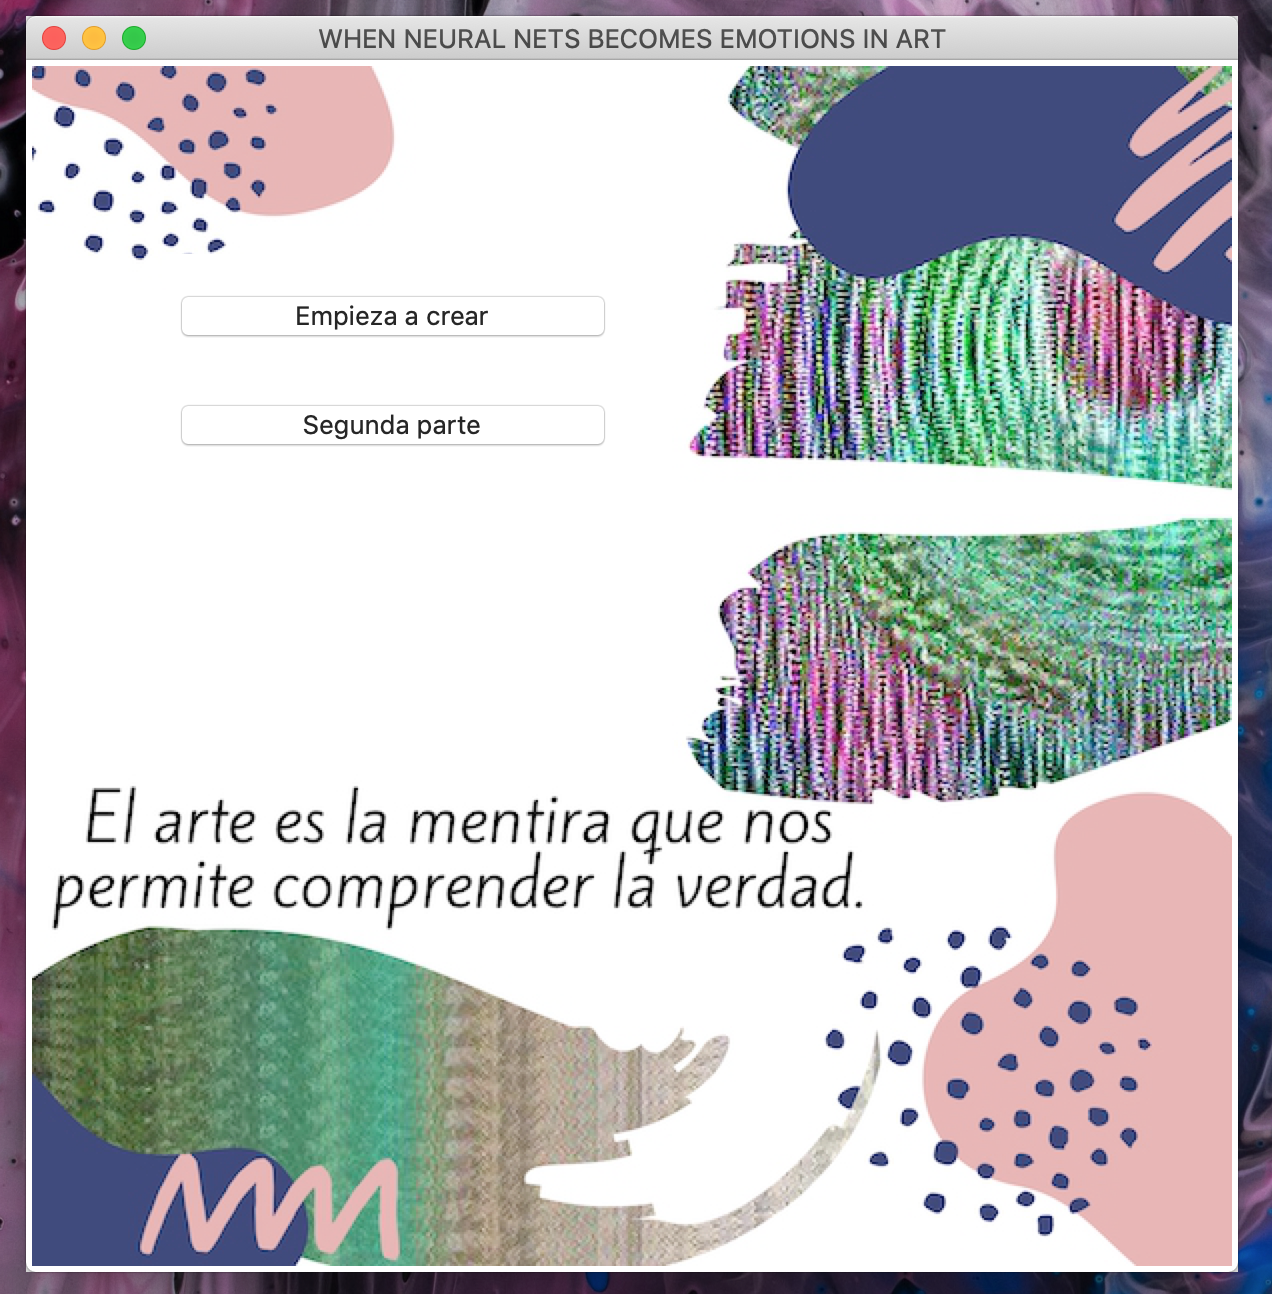 WHEN NEURAL NETS BECOMES EMOTIONS IN ART
Empieza a crear
Segunda parte
El arte es la mentira que nos
permite comprender la verdad.